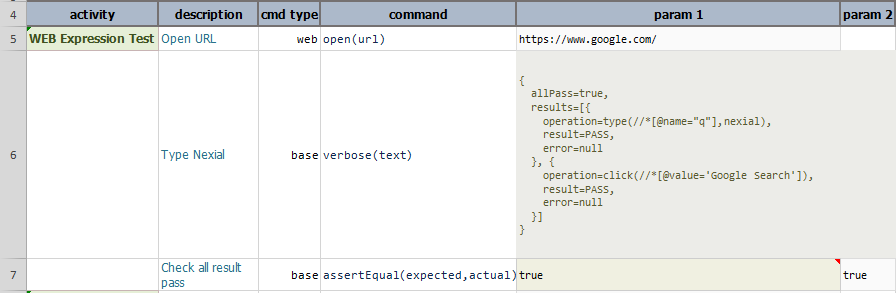 4 activity description cmd type command param 1 param 2
5 WEB Expression Test Open URL web open(url) https://www.google.com/
6 Type Nexial base verbose(text)
{
allPass=true,
results=[{
operation=type(//*[@name="q"],nexial),
result=PASS,
error=null
}, {
operation=click(//*[@value='Google Search']),
result=PASS,
error=null
}]
}
7 Check all result
pass base assertEqual(expected,actual) true true